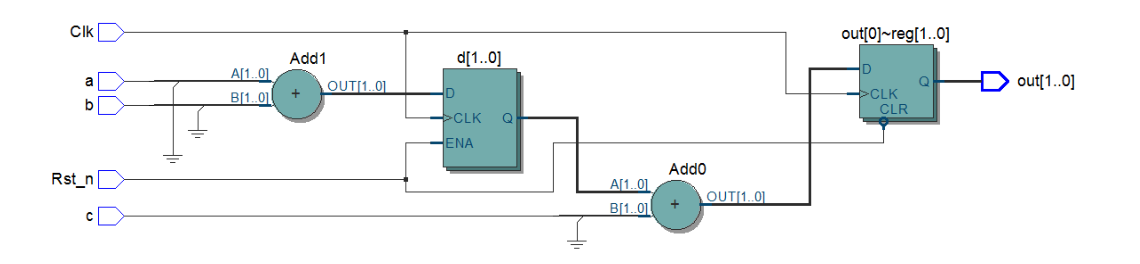 Clk
a
b
Add1
A[1..0]
B[1..0]
+
OUT[1..0]
d[1..0]
D
>CLK
ENA
Q
Rst_n
c
Add0
A[1..0]
B[1..0]
+
OUT[1..0]
out[0]~reg[1..0]
D
>CLK
CLR
Q
out[1..0]